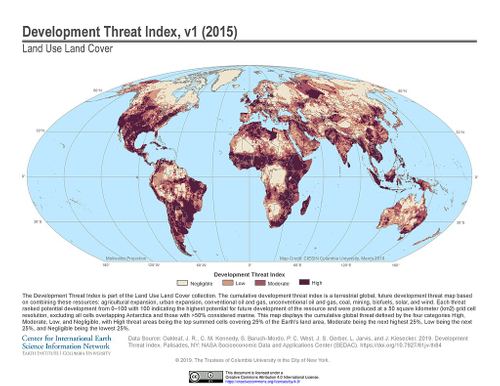 Development Threat Index, v1 (2015)
Land Use Land Cover
Mollweide Projection
Map Credit: CIESIN Columbia University, March 2019
Development Threat Index
Negligible Low Moderate High
The Development Threat Index is part of the Land Use Land Cover collection. The cumulative development threat index is a terrestrial global, future development threat map based
on combining these resources: agricultural expansion, urban expansion, conventional oil and gas, unconventional oil and gas, coal, mining, biofuels, solar, and wind. Each threat
ranked potential development from 0–100 with 100 indicating the highest potential for future development of the resource and were produced at a 50 square kilometer (km2) grid cell
resolution, excluding all cells overlapping Antarctica and those with >50% considered marine. This map displays the cumulative global threat defined by the four categories High,
Moderate, Low, and Negligible, with High threat areas being the top summed cells covering 25% of the Earth's land area, Moderate being the next highest 25%, Low being the next
25%, and Negligible being the lowest 25%.
Center for International Earth
Science Information Network
EARTH INSTITUTE | COLUMBIA UNIVERSITY
Data Source: Oakleaf, J. R., C. M. Kennedy, S. Baruch-Mordo, P. C. West, J. S. Gerber, L. Jarvis, and J. Kiesecker. 2019. Development
Threat Index. Palisades, NY: NASA Socioeconomic Data and Applications Center (SEDAC).
© 2019. The Trustees of Columbia University in the City of New York.
This document is licensed under a
Creative Commons Attribution 4.0 International License.